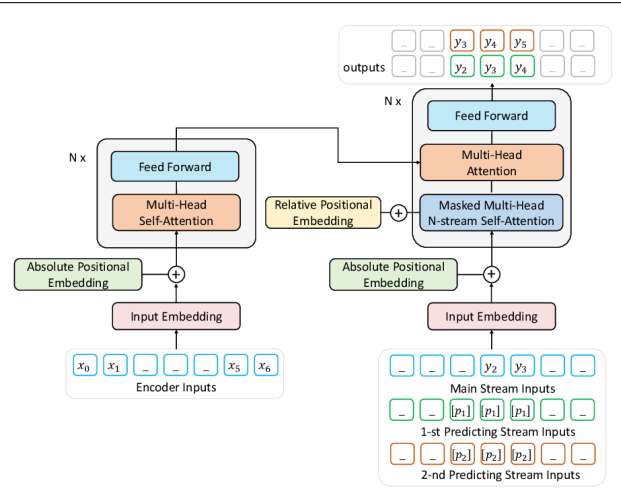 _ _ y3 y4 y5 _ _
outputs _ _ y2 y3 y4 _ _
N x
Feed Forward
Multi-Head
Attention
Relative Positional
Embedding
+
Masked Multi-Head
N-stream Self-Attention
N x
Feed Forward
Multi-Head
Self-Attention
Absolute Positional
Embedding
+
Absolute Positional
Embedding
+
Input Embedding
Input Embedding
x0 x1 _ _ _ x5 x6
Encoder Inputs
_ _ _ y2 y3 _ _
Main Stream Inputs
_ _ [p1] [p1] [p1] _ _
1-st Predicting Stream Inputs
_ _ [p2] [p2] [p2] _ _
2-nd Predicting Stream Inputs